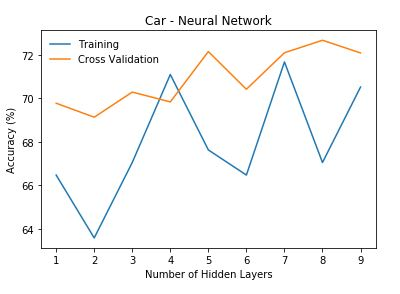 Car - Neural Network
Training
Cross Validation
Accuracy (%)
72
70
68
66
64
1 2 3 4 5 6 7 8 9
Number of Hidden Layers